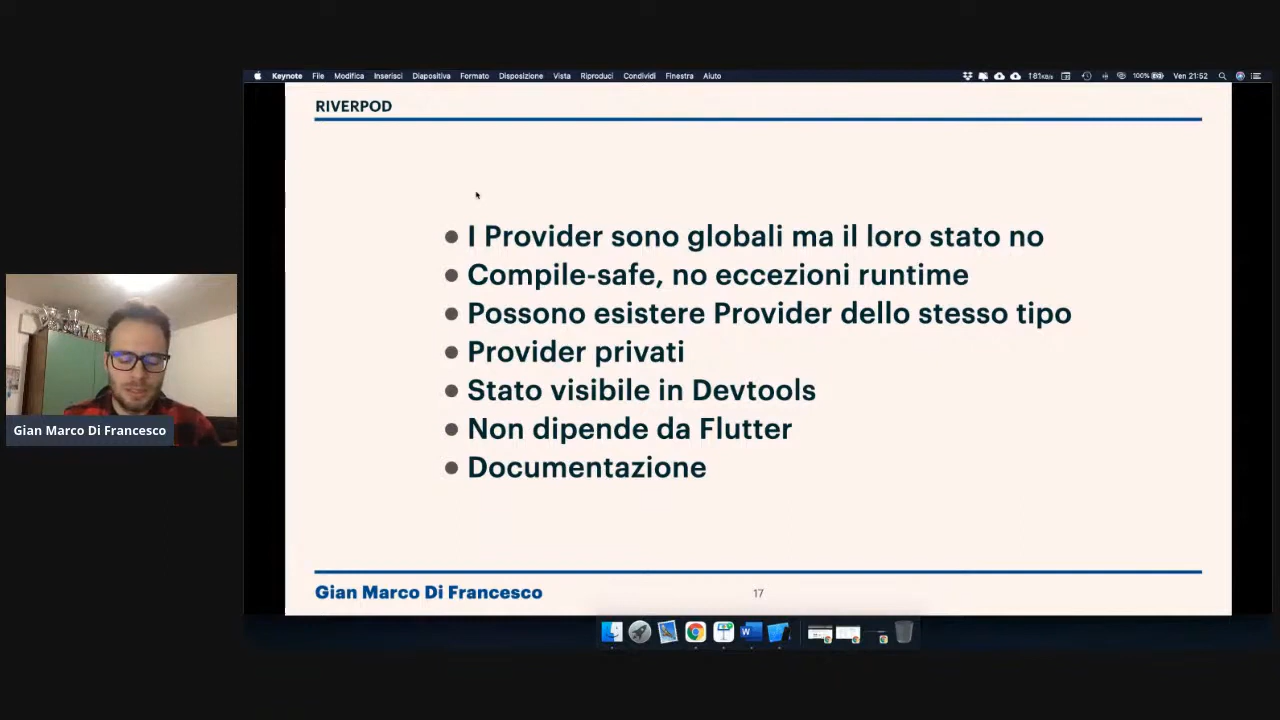 Keynote File Modifica Inserisci Diapositiva Formato Disposizione Vista Riproduci Condividi Finestra Aiuto
181KB/s 100% Ven 21:52
RIVERPOD
I Provider sono globali ma il loro stato no
Compile-safe, no eccezioni runtime
Possono esistere Provider dello stesso tipo
Provider privati
Stato visibile in Devtools
Non dipende da Flutter
Documentazione
Gian Marco Di Francesco
Gian Marco Di Francesco
17
W